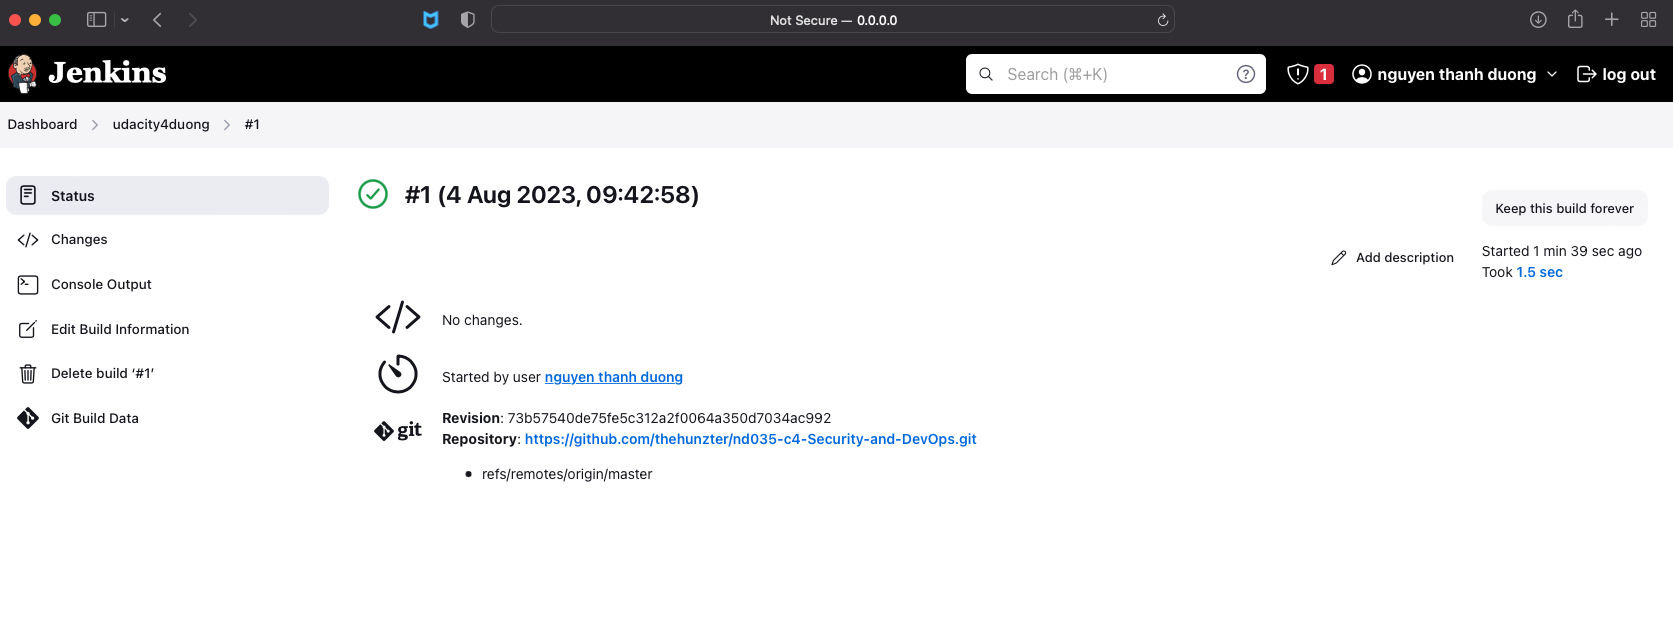 Not Secure — 0.0.0.0
Jenkins
Search (⌘+K)
?
1
nguyen thanh duong
log out
Dashboard > udacity4duong > #1
Status
Changes
Console Output
Edit Build Information
Delete build ‘#1’
Git Build Data
#1 (4 Aug 2023, 09:42:58)
Keep this build forever
Add description
Started 1 min 39 sec ago
Took 1.5 sec
No changes.
Started by user nguyen thanh duong
git
Revision: 73b57540de75fe5c312a2f0064a350d7034ac992
Repository: https://github.com/thehunzter/nd035-c4-Security-and-DevOps.git
• refs/remotes/origin/master